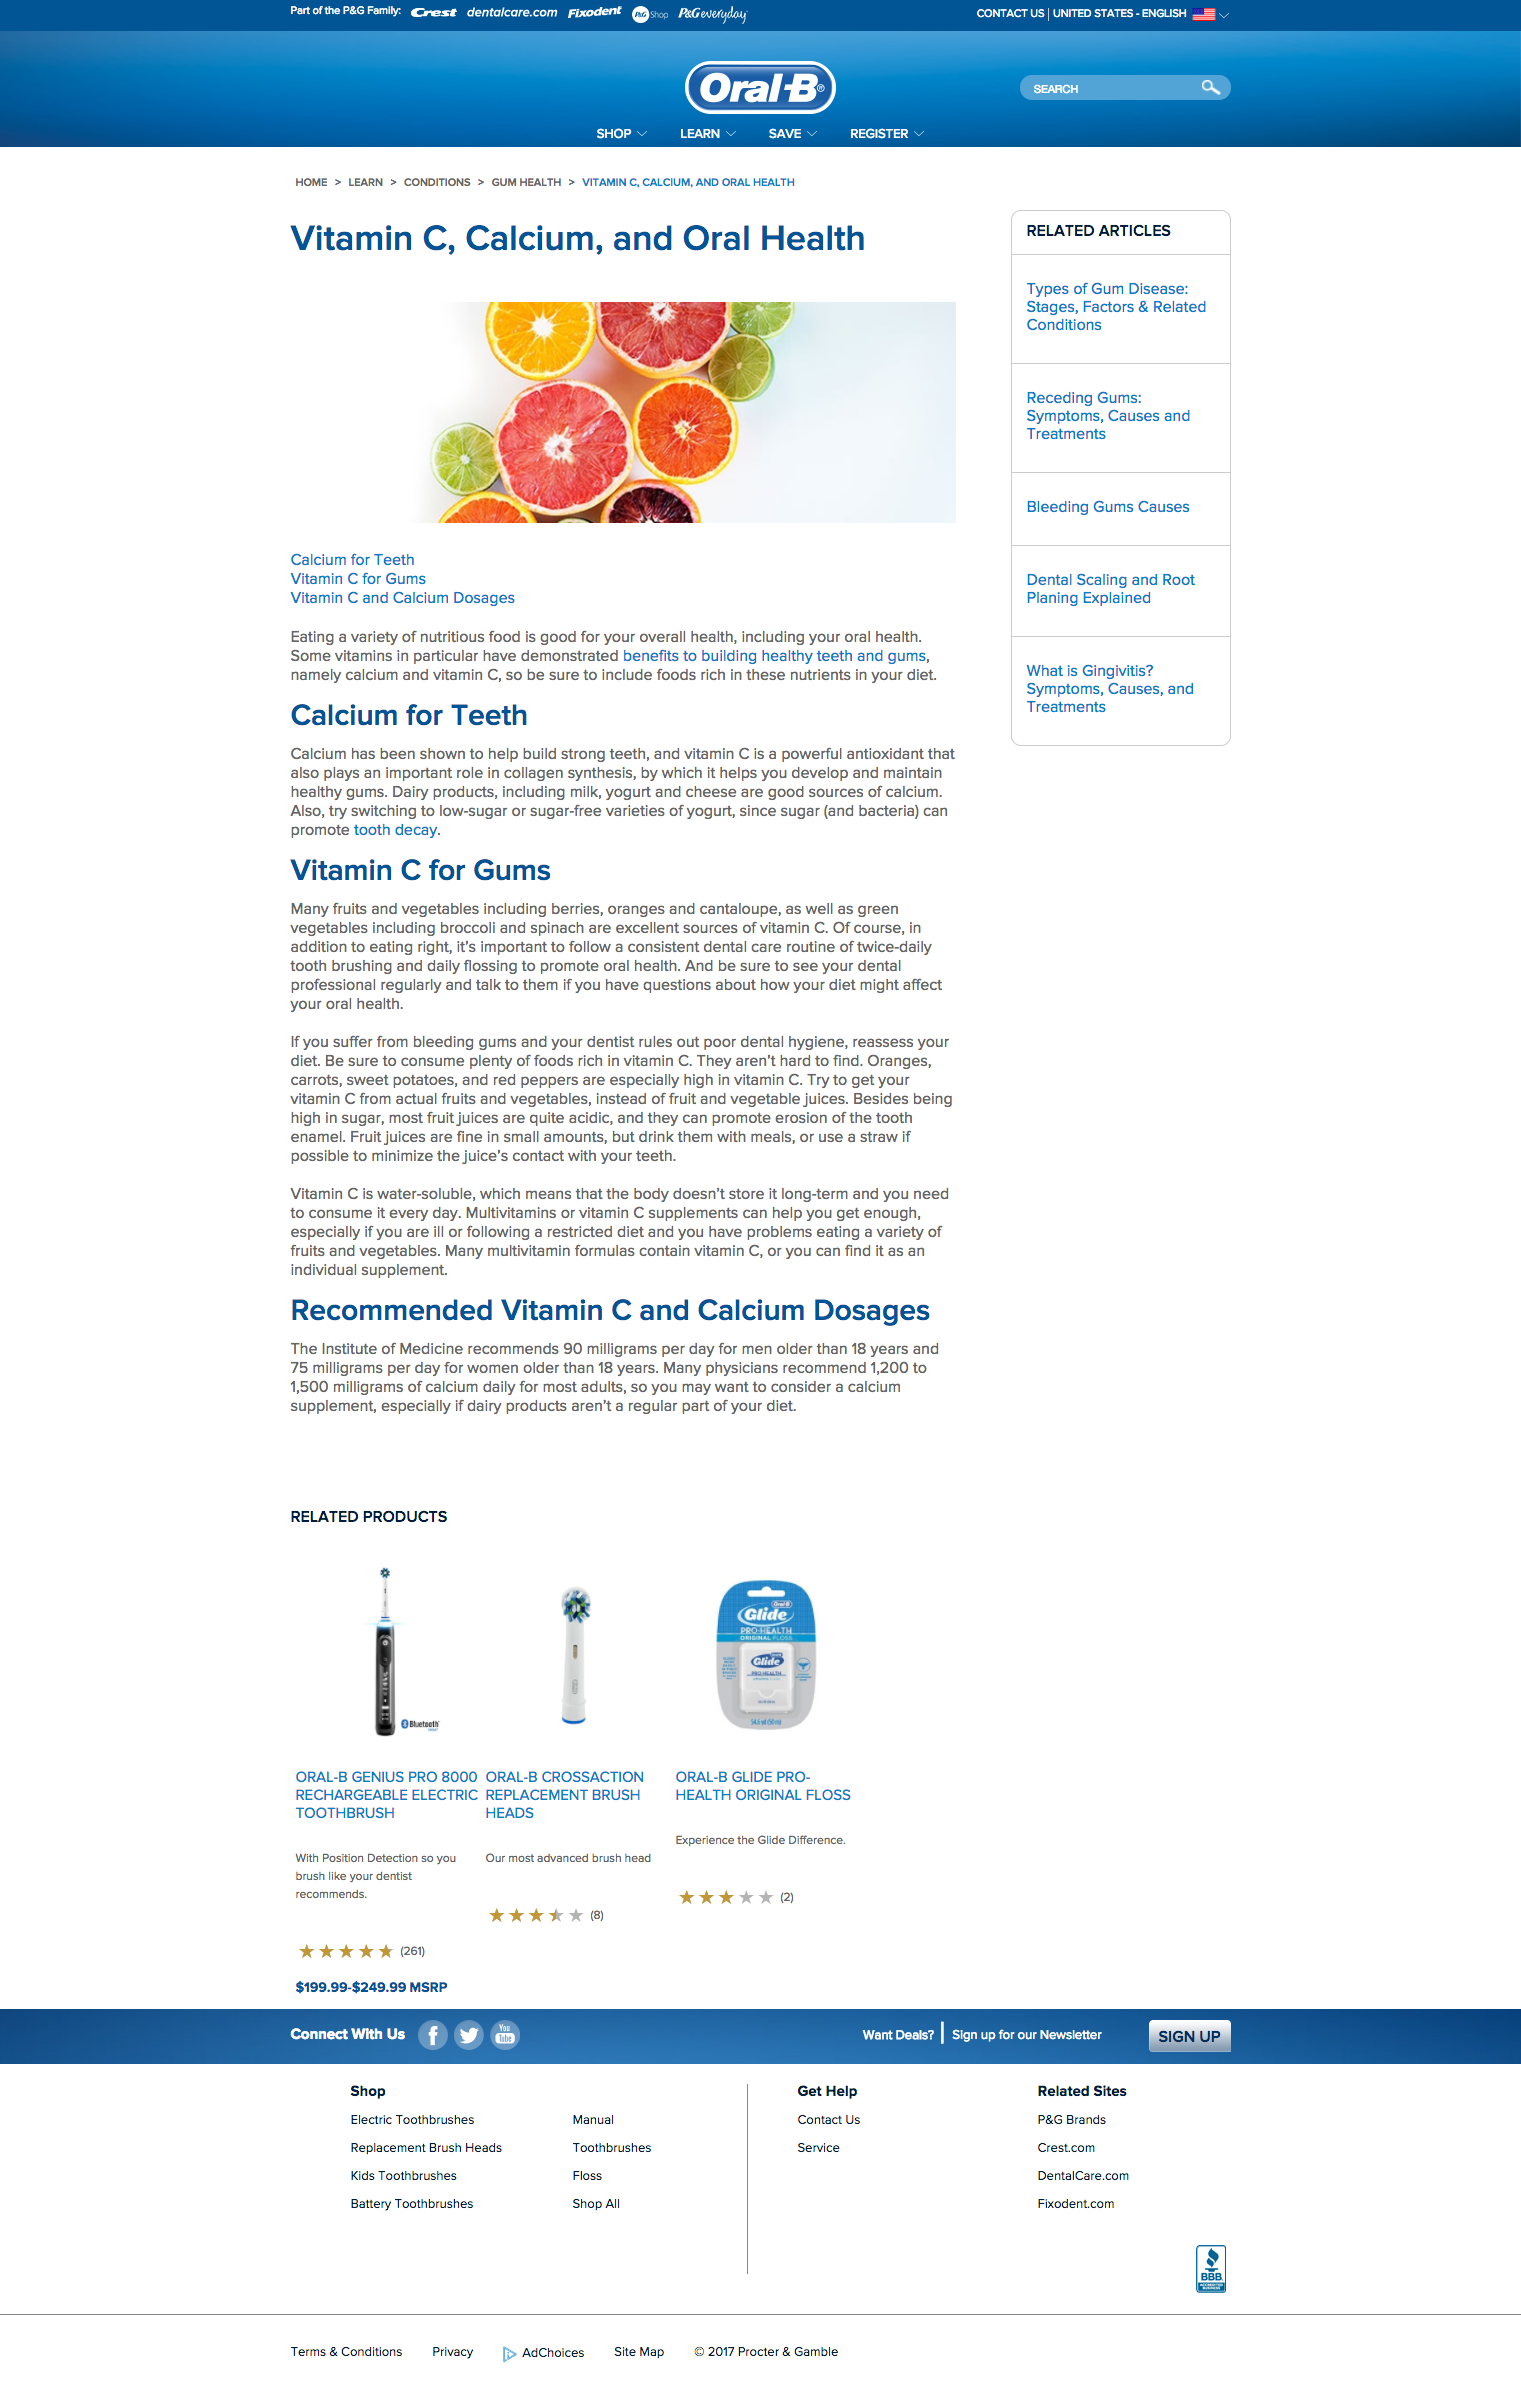 Part of the P&G Family: Crest dentalcare.com Fixodent P&G Shop P&G everyday
CONTACT US | UNITED STATES - ENGLISH
Oral-B®
SEARCH
SHOP LEARN SAVE REGISTER
HOME > LEARN > CONDITIONS > GUM HEALTH > VITAMIN C, CALCIUM, AND ORAL HEALTH
Vitamin C, Calcium, and Oral Health
Calcium for Teeth
Vitamin C for Gums
Vitamin C and Calcium Dosages
Eating a variety of nutritious food is good for your overall health, including your oral health.
Some vitamins in particular have demonstrated benefits to building healthy teeth and gums,
namely calcium and vitamin C, so be sure to include foods rich in these nutrients in your diet.
Calcium for Teeth
Calcium has been shown to help build strong teeth, and vitamin C is a powerful antioxidant that
also plays an important role in collagen synthesis, by which it helps you develop and maintain
healthy gums. Dairy products, including milk, yogurt and cheese are good sources of calcium.
Also, try switching to low-sugar or sugar-free varieties of yogurt, since sugar (and bacteria) can
promote tooth decay.
Vitamin C for Gums
Many fruits and vegetables including berries, oranges and cantaloupe, as well as green
vegetables including broccoli and spinach are excellent sources of vitamin C. Of course, in
addition to eating right, it's important to follow a consistent dental care routine of twice-daily
tooth brushing and daily flossing to promote oral health. And be sure to see your dental
professional regularly and talk to them if you have questions about how your diet might affect
your oral health.
If you suffer from bleeding gums and your dentist rules out poor dental hygiene, reassess your
diet. Be sure to consume plenty of foods rich in vitamin C. They aren't hard to find. Oranges,
carrots, sweet potatoes, and red peppers are especially high in vitamin C. Try to get your
vitamin C from actual fruits and vegetables, instead of fruit and vegetable juices. Besides being
high in sugar, most fruit juices are quite acidic, and they can promote erosion of the tooth
enamel. Fruit juices are fine in small amounts, but drink them with meals, or use a straw if
possible to minimize the juice's contact with your teeth.
Vitamin C is water-soluble, which means that the body doesn't store it long-term and you need
to consume it every day. Multivitamins or vitamin C supplements can help you get enough,
especially if you are ill or following a restricted diet and you have problems eating a variety of
fruits and vegetables. Many multivitamin formulas contain vitamin C, or you can find it as an
individual supplement.
Recommended Vitamin C and Calcium Dosages
The Institute of Medicine recommends 90 milligrams per day for men older than 18 years and
75 milligrams per day for women older than 18 years. Many physicians recommend 1,200 to
1,500 milligrams of calcium daily for most adults, so you may want to consider a calcium
supplement, especially if dairy products aren't a regular part of your diet.
RELATED ARTICLES
Types of Gum Disease:
Stages, Factors & Related
Conditions
Receding Gums:
Symptoms, Causes and
Treatments
Bleeding Gums Causes
Dental Scaling and Root
Planing Explained
What is Gingivitis?
Symptoms, Causes, and
Treatments
RELATED PRODUCTS
Bluetooth
Oral-B
Glide
PRO-HEALTH
ORIGINAL FLOSS
Glide
PRO-HEALTH
ORAL-B GENIUS PRO 8000
RECHARGEABLE ELECTRIC
TOOTHBRUSH
With Position Detection so you
brush like your dentist
recommends.
(261)
$199.99-$249.99 MSRP
ORAL-B CROSSACTION
REPLACEMENT BRUSH
HEADS
Our most advanced brush head
(8)
ORAL-B GLIDE PRO-
HEALTH ORIGINAL FLOSS
Experience the Glide Difference.
(2)
Connect With Us
You
Tube
Want Deals? | Sign up for our Newsletter
SIGN UP
Shop
Electric Toothbrushes
Replacement Brush Heads
Kids Toothbrushes
Battery Toothbrushes
Manual
Toothbrushes
Floss
Shop All
Get Help
Contact Us
Service
Related Sites
P&G Brands
Crest.com
DentalCare.com
Fixodent.com
BBB.
ACCREDITED
BUSINESS
Terms & Conditions Privacy AdChoices Site Map © 2017 Procter & Gamble